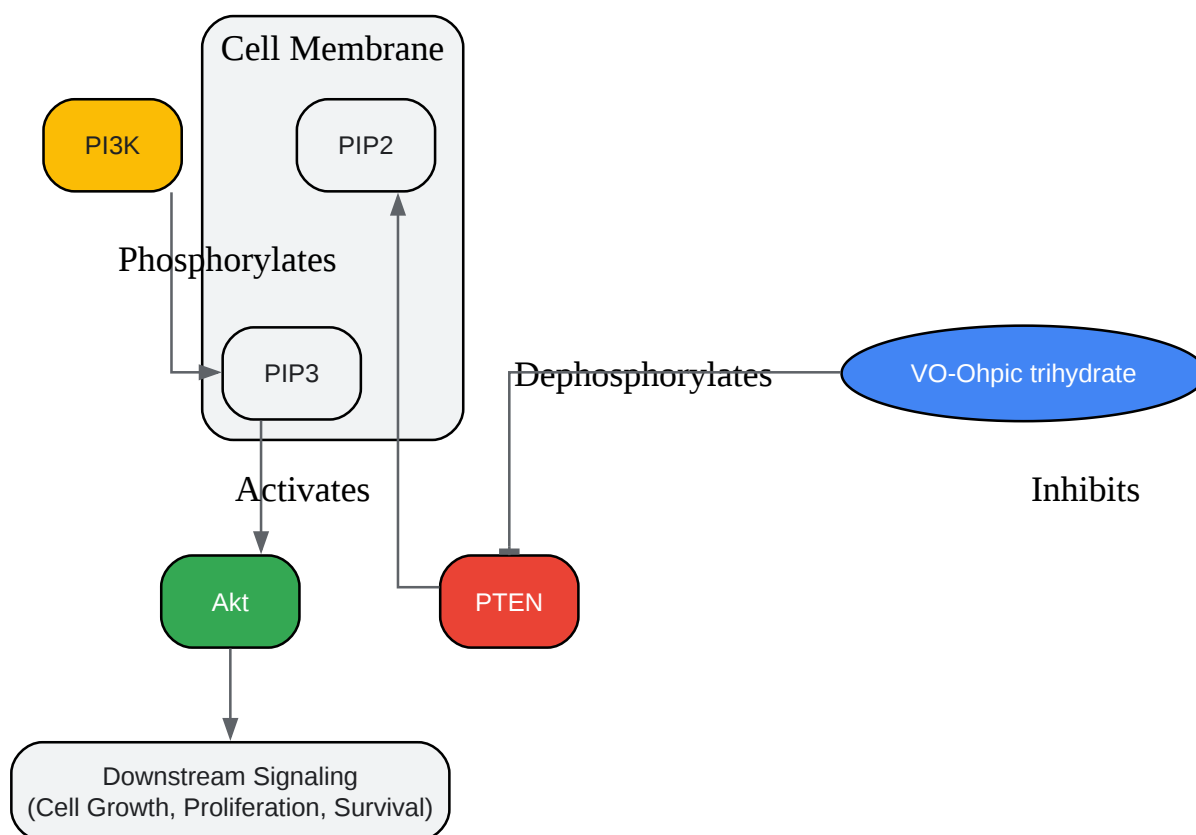 Cell Membrane
PI3K
PIP2
Phosphorylates
PIP3
Dephosphorylates
VO-Ohpic trihydrate
Activates
Inhibits
Akt
PTEN
Downstream Signaling
(Cell Growth, Proliferation, Survival)